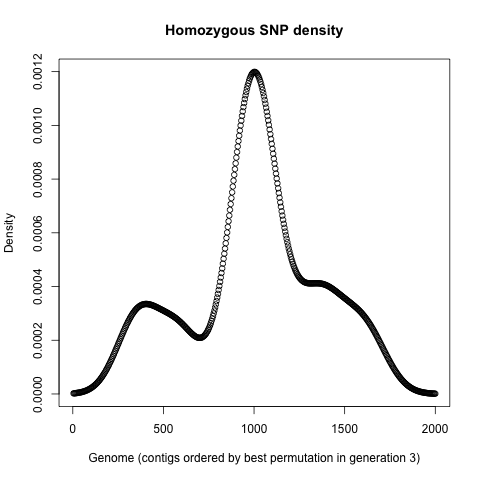 Homozygous SNP density
Density
0.0012
0.0010
0.0008
0.0006
0.0004
0.0002
0.0000
0 500 1000 1500 2000
Genome (contigs ordered by best permutation in generation 3)